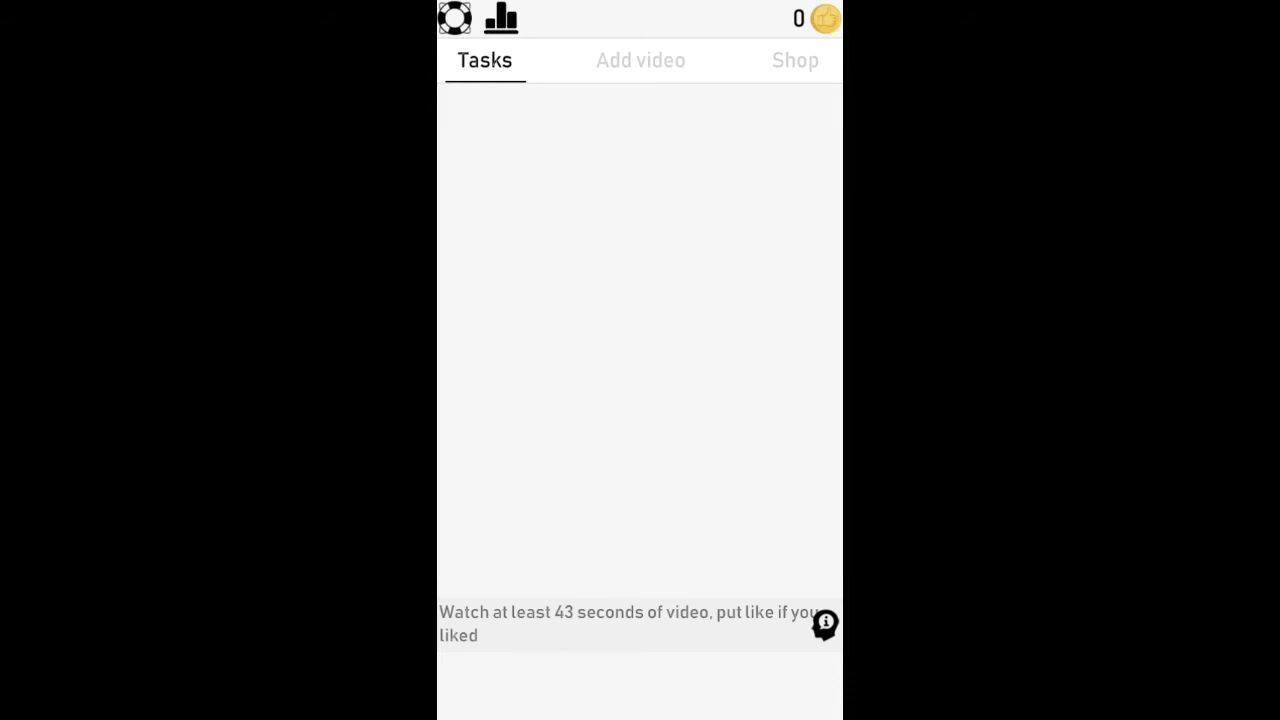 0
Tasks Add video Shop
Watch at least 43 seconds of video, put like if you
liked